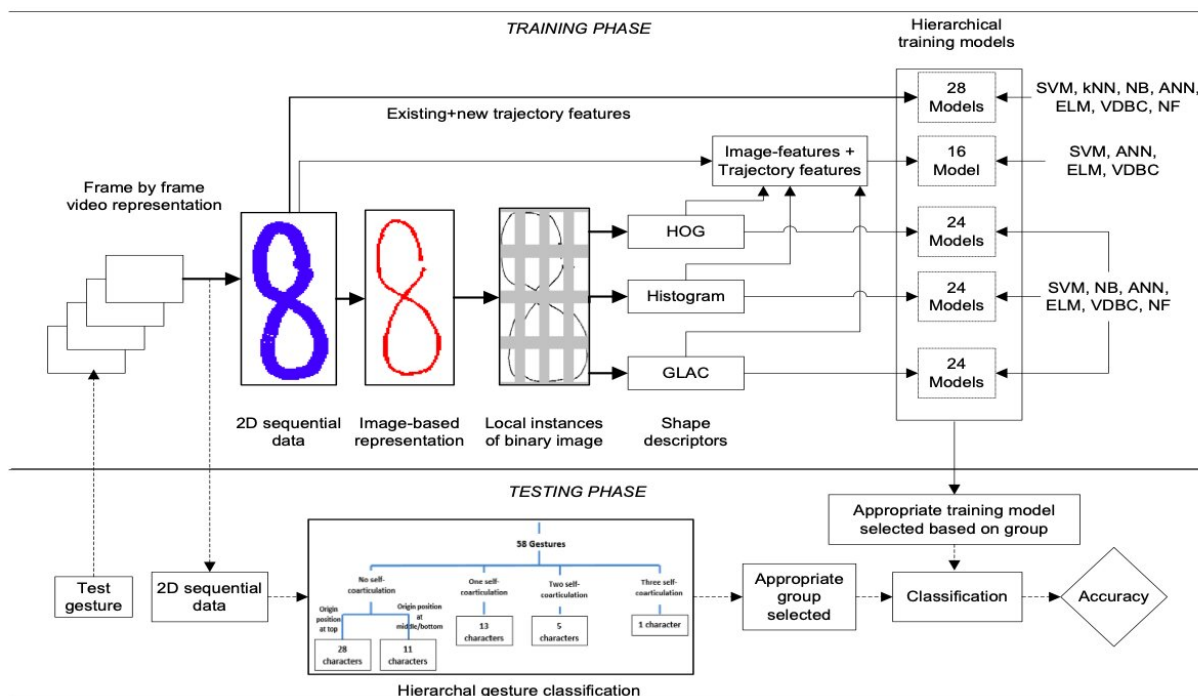 TRAINING PHASE
Hierarchical
training models
28
Models
SVM, kNN, NB, ANN,
ELM, VDBC, NF
Existing+new trajectory features
Image-features +
Trajectory features
16
Model
SVM, ANN,
ELM, VDBC
Frame by frame
video representation
HOG
24
Models
Histogram
24
Models
SVM, NB, ANN,
ELM, VDBC, NF
GLAC
24
Models
2D sequential
data
Image-based
representation
Local instances
of binary image
Shape
descriptors
TESTING PHASE
Appropriate training model
selected based on group
58 Gestures
No self-
coarticulation
One self-
coarticulation
Two self-
coarticulation
Three self-
coarticulation
Origin
position
at top
Origin position
at
middle/bottom
13
characters
5
characters
1 character
28
characters
11
characters
Test
gesture
2D sequential
data
Appropriate
group
selected
Classification
Accuracy
Hierarchal gesture classification